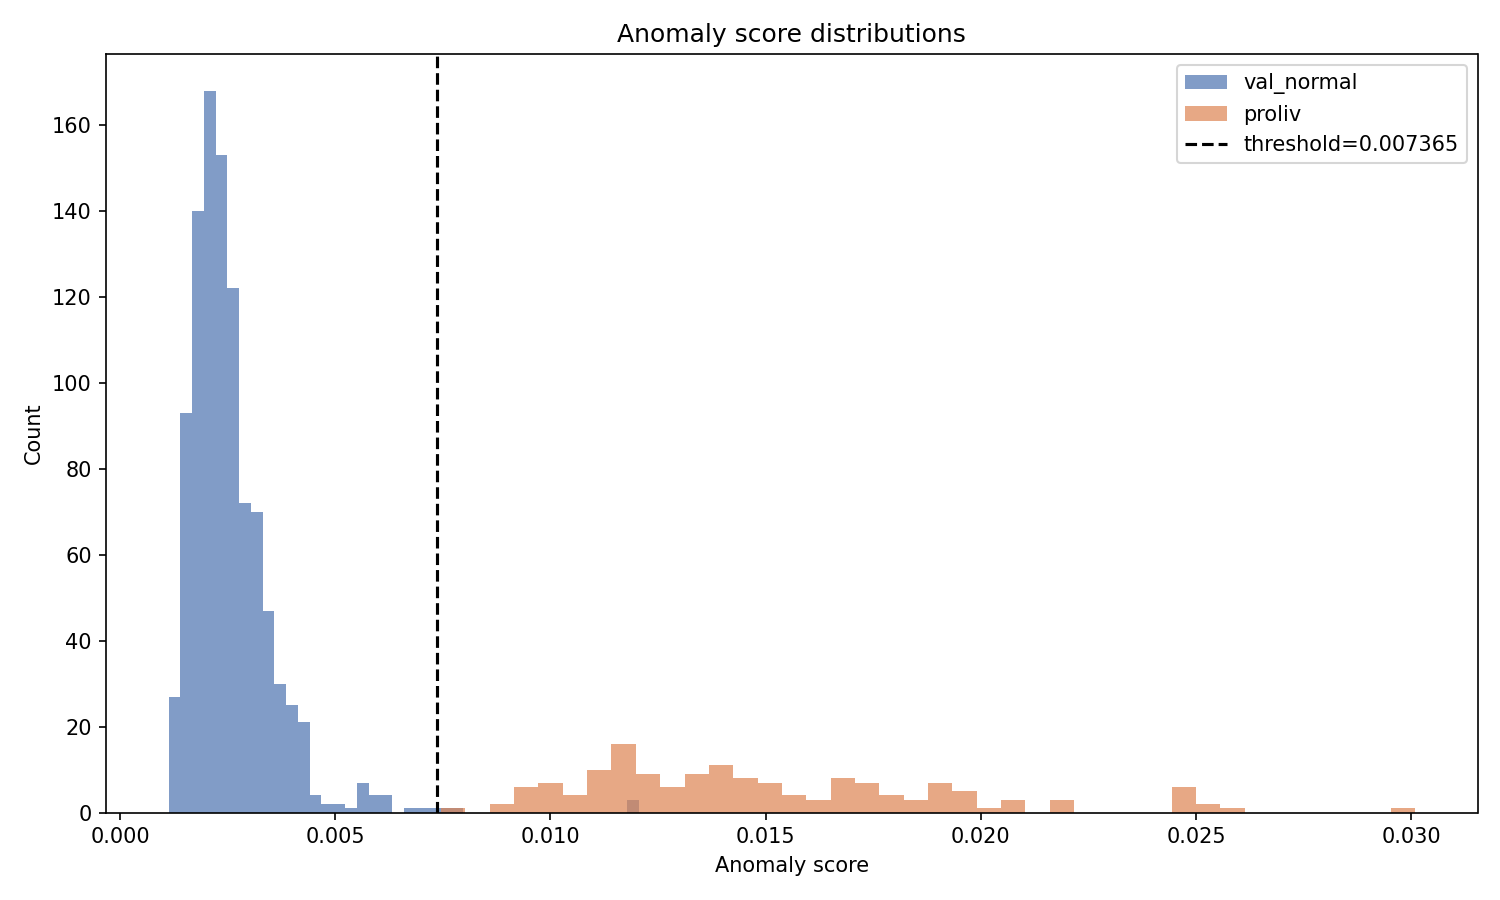 Anomaly score distributions
val_normal
proliv
threshold=0.007365
160
140
120
100
80
60
40
20
0
Count
0.000 0.005 0.010 0.015 0.020 0.025 0.030
Anomaly score